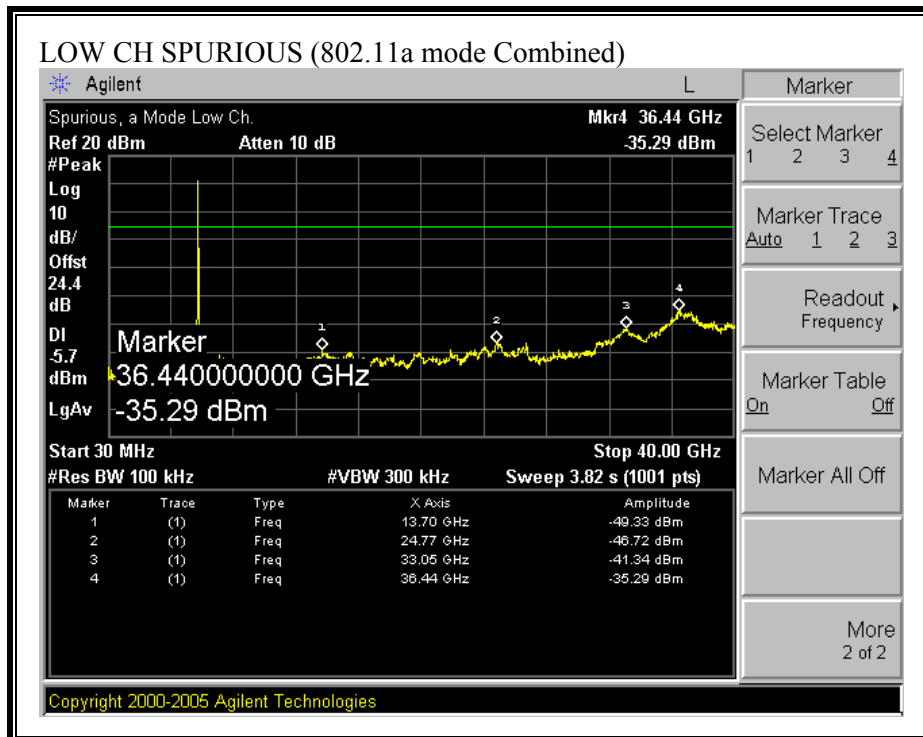 LOW CH SPURIOUS (802.11a mode Combined)
Agilent L
Spurious, a Mode Low Ch. Mkr4 36.44 GHz
Ref 20 dBm Atten 10 dB -35.29 dBm
#Peak
Log
10
dB/
Offst
24.4
dB
DI
-5.7
dBm
LgAv
1
2
3
4
Marker
36.440000000 GHz
-35.29 dBm
Start 30 MHz Stop 40.00 GHz
#Res BW 100 kHz #VBW 300 kHz Sweep 3.82 s (1001 pts)
Marker Trace Type X Axis Amplitude
1 (1) Freq 13.70 GHz -49.33 dBm
2 (1) Freq 24.77 GHz -46.72 dBm
3 (1) Freq 33.05 GHz -41.34 dBm
4 (1) Freq 36.44 GHz -35.29 dBm
Copyright 2000-2005 Agilent Technologies
Marker
Select Marker
1 2 3 4
Marker Trace
Auto 1 2 3
Readout
Frequency
Marker Table
On Off
Marker All Off
More
2 of 2